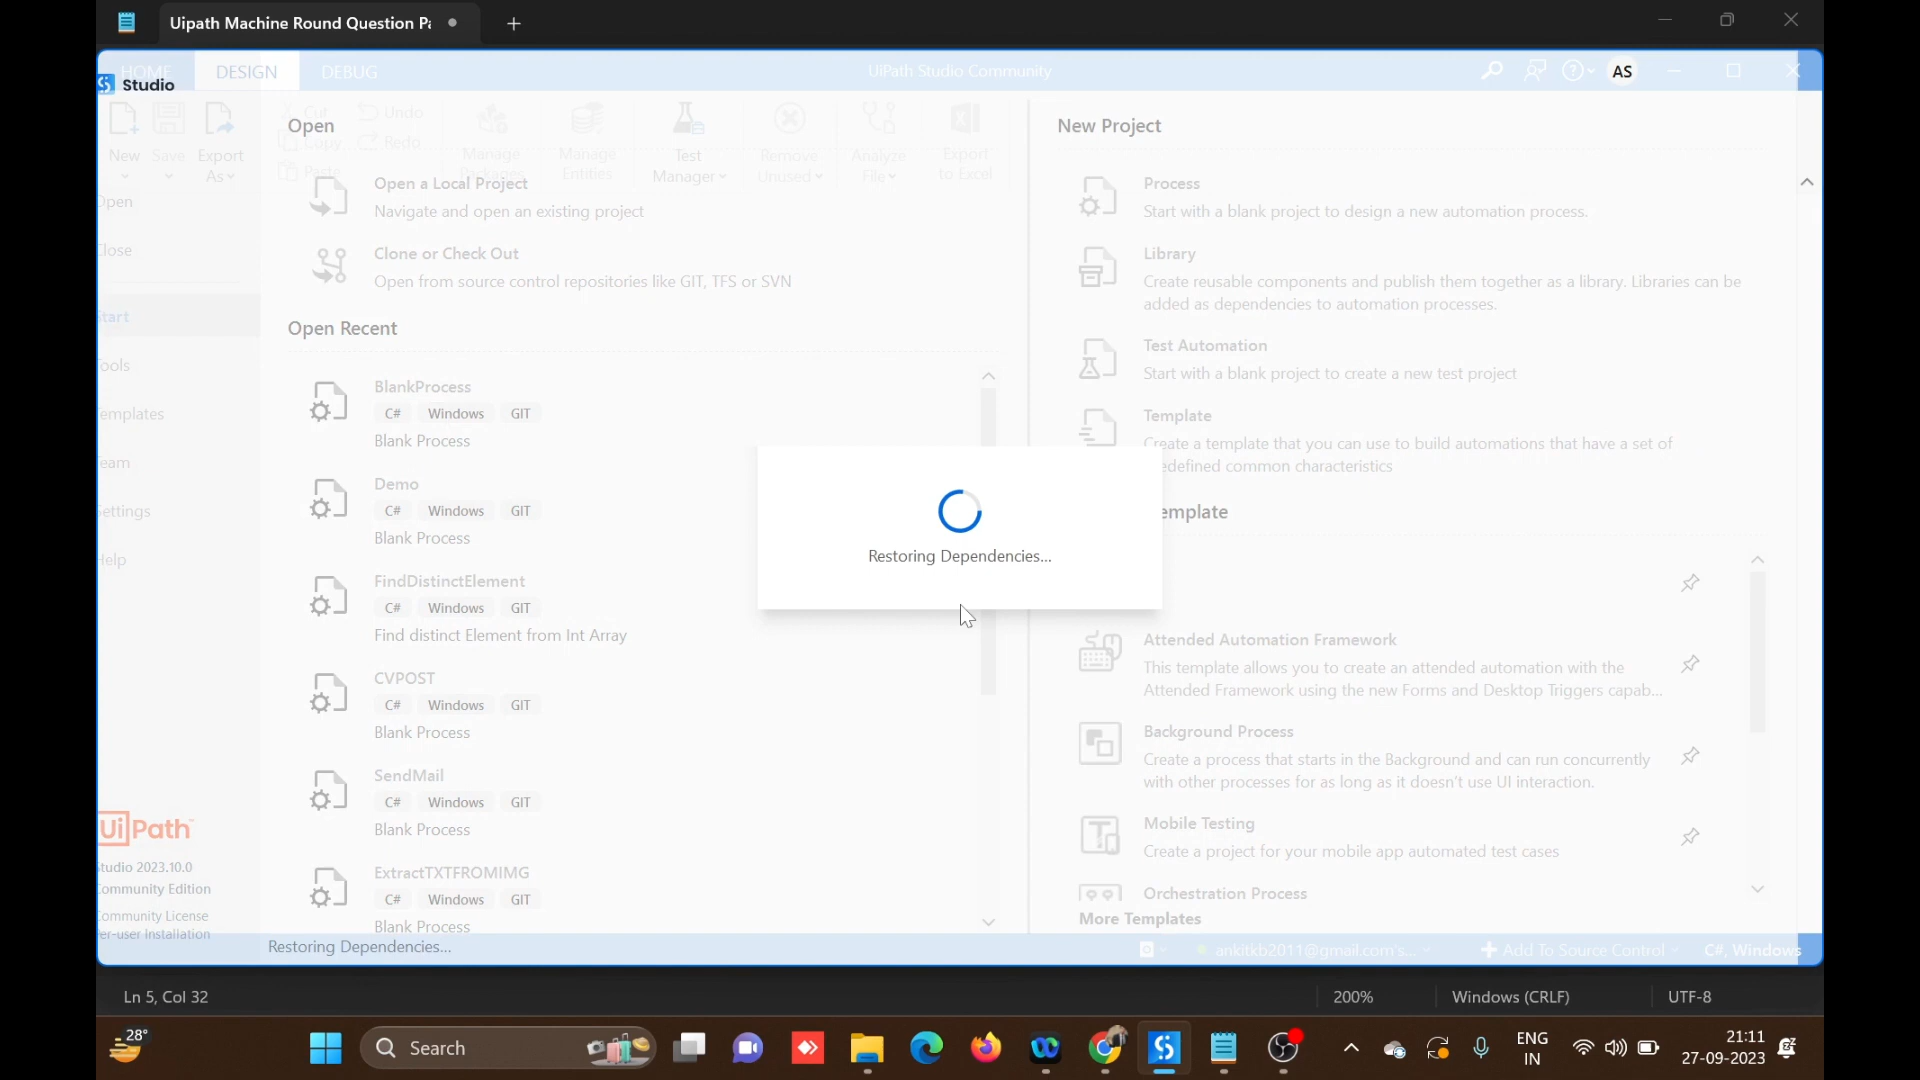 Uipath Machine Round Question Pa
HOME DESIGN DEBUG UiPath Studio Community AS
Studio
New Save Export As
Cut Copy Paste Undo Redo
Manage Packages
Manage Entities
Test Manager
Remove Unused
Analyze File
Export to Excel
Open
Close
Start
Tools
Templates
Team
Settings
Help
UiPath
Studio 2023.10.0
Community Edition
Community License
Per-user Installation
Open
Open a Local Project
Navigate and open an existing project
Clone or Check Out
Open from source control repositories like GIT, TFS or SVN
Open Recent
BlankProcess
C# Windows GIT
Blank Process
Demo
C# Windows GIT
Blank Process
FindDistinctElement
C# Windows GIT
Find distinct Element from Int Array
CVPOST
C# Windows GIT
Blank Process
SendMail
C# Windows GIT
Blank Process
ExtractTXTFROMIMG
C# Windows GIT
Blank Process
New Project
Process
Start with a blank project to design a new automation process.
Library
Create reusable components and publish them together as a library. Libraries can be
added as dependencies to automation processes.
Test Automation
Start with a blank project to create a new test project
Template
Create a template that you can use to build automations that have a set of
edefined common characteristics
emplate
Restoring Dependencies...
Attended Automation Framework
This template allows you to create an attended automation with the
Attended Framework using the new Forms and Desktop Triggers capab...
Background Process
Create a process that starts in the Background and can run concurrently
with other processes for as long as it doesn't use UI interaction.
Mobile Testing
Create a project for your mobile app automated test cases
Orchestration Process
More Templates
Restoring Dependencies... ankitkb2011@gmail.com's... Add To Source Control C#, Windows
Ln 5, Col 32 200% Windows (CRLF) UTF-8
28° Search ENG IN 21:11 27-09-2023